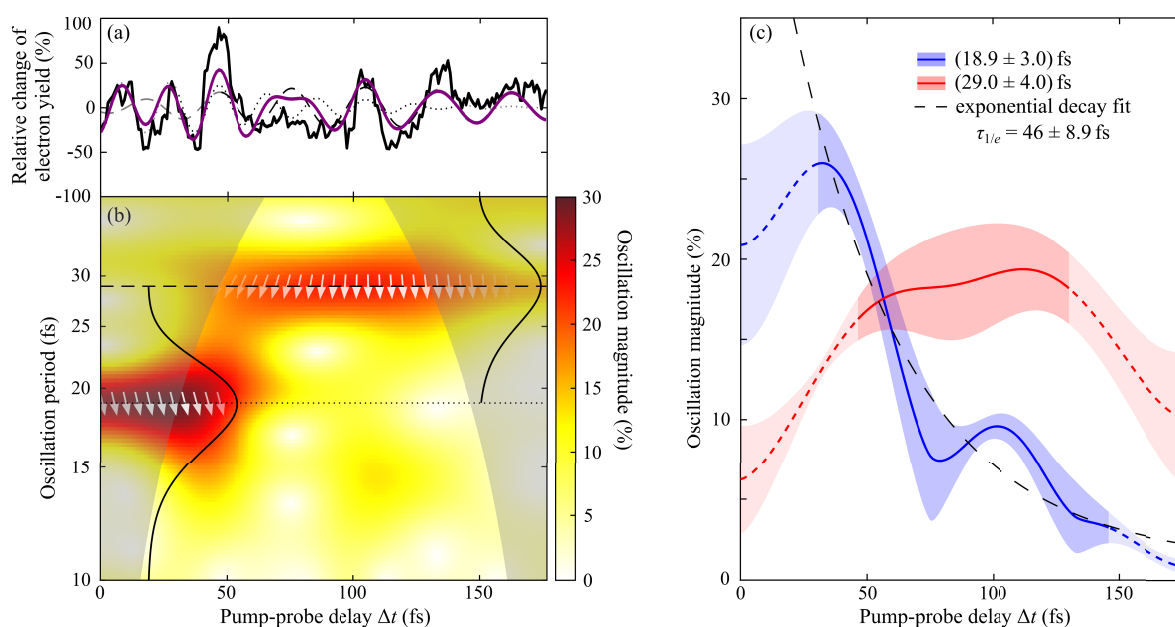 (a)
Relative change of
electron yield (%)
100
50
0
-50
-100
(b)
Oscillation period (fs)
30
25
20
15
10
0
50
100
150
Pump-probe delay Δt (fs)
30
25
20
15
10
5
0
Oscillation magnitude
(%)
(c)
(18.9 ± 3.0) fs
(29.0 ± 4.0) fs
exponential decay fit
τ1/e = 46 ± 8.9 fs
Oscillation magnitude (%)
30
20
10
0
0
50
100
150
Pump-probe delay Δt (fs)